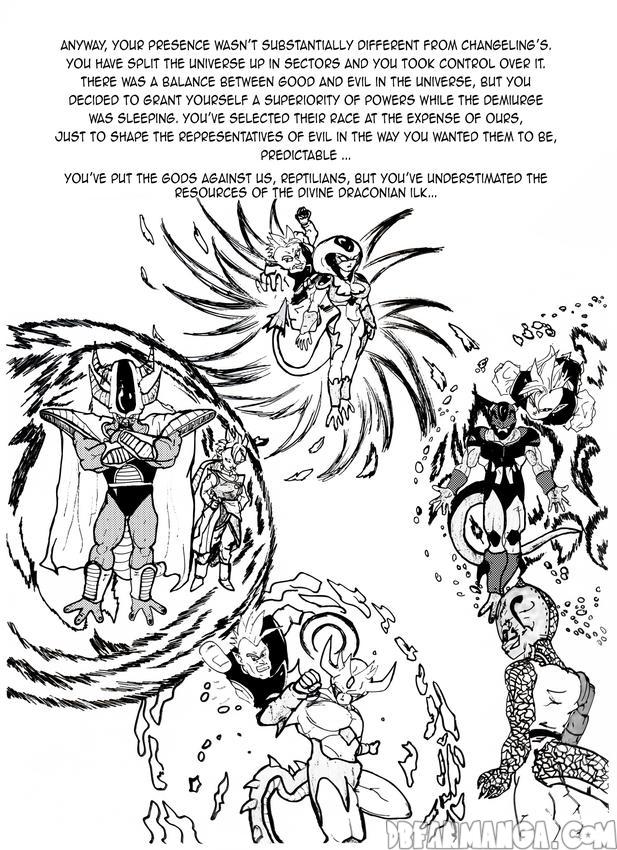 ANYWAY, YOUR PRESENCE WASN'T SUBSTANTIALLY DIFFERENT FROM CHANGELING'S.
YOU HAVE SPLIT THE UNIVERSE UP IN SECTORS AND YOU TOOK CONTROL OVER IT.
THERE WAS A BALANCE BETWEEN GOOD AND EVIL IN THE UNIVERSE, BUT YOU
DECIDED TO GRANT YOURSELF A SUPERIORITY OF POWERS WHILE THE DEMIURGE
WAS SLEEPING. YOU'VE SELECTED THEIR RACE AT THE EXPENSE OF OURS,
JUST TO SHAPE THE REPRESENTATIVES OF EVIL IN THE WAY YOU WANTED THEM TO BE,
PREDICTABLE ...
YOU'VE PUT THE GODS AGAINST US, REPTILIANS, BUT YOU'VE UNDERSTIMATED THE
RESOURCES OF THE DIVINE DRACONIAN ILK...
DBFANMANGA.COM